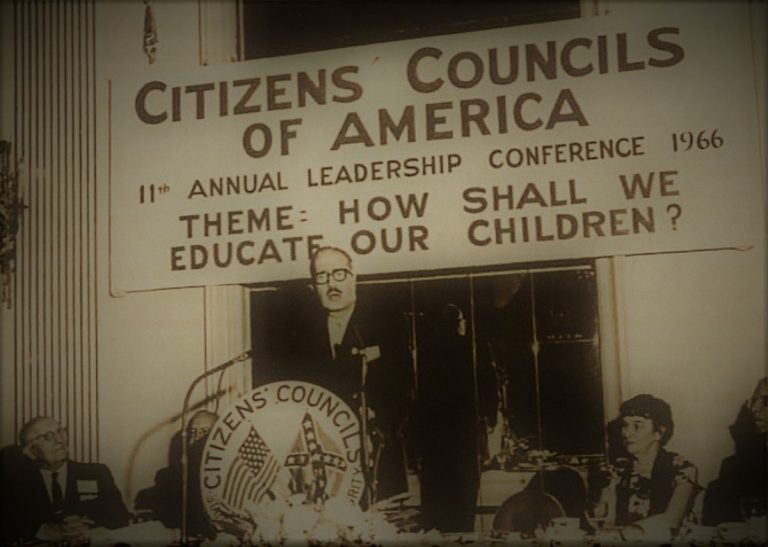 CITIZENS COUNCILS
OF AMERICA
11th ANNUAL LEADERSHIP CONFERENCE 1966
THEME: HOW SHALL WE
EDUCATE OUR CHILDREN?
CITIZENS' COUNCILS